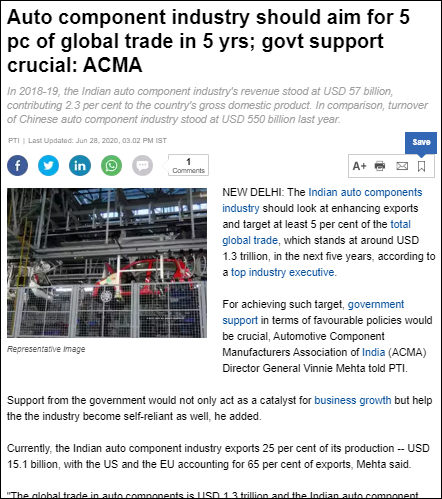 Auto component industry should aim for 5
pc of global trade in 5 yrs; govt support
crucial: ACMA
In 2018-19, the Indian auto component industry's revenue stood at USD 57 billion,
contributing 2.3 per cent to the country's gross domestic product. In comparison, turnover
of Chinese auto component industry stood at USD 550 billion last year.
PTI | Last Updated: Jun 28, 2020, 03.02 PM IST
Save
1
Comments
A+
NEW DELHI: The Indian auto components
industry should look at enhancing exports
and target at least 5 per cent of the total
global trade, which stands at around USD
1.3 trillion, in the next five years, according to
a top industry executive.
Representative Image
For achieving such target, government
support in terms of favourable policies would
be crucial, Automotive Component
Manufacturers Association of India (ACMA)
Director General Vinnie Mehta told PTI.
Support from the government would not only act as a catalyst for business growth but help
the the industry become self-reliant as well, he added.
Currently, the Indian auto component industry exports 25 per cent of its production -- USD
15.1 billion, with the US and the EU accounting for 65 per cent of exports, Mehta said.
"The global trade in auto components is USD 1.3 trillion and the Indian auto component